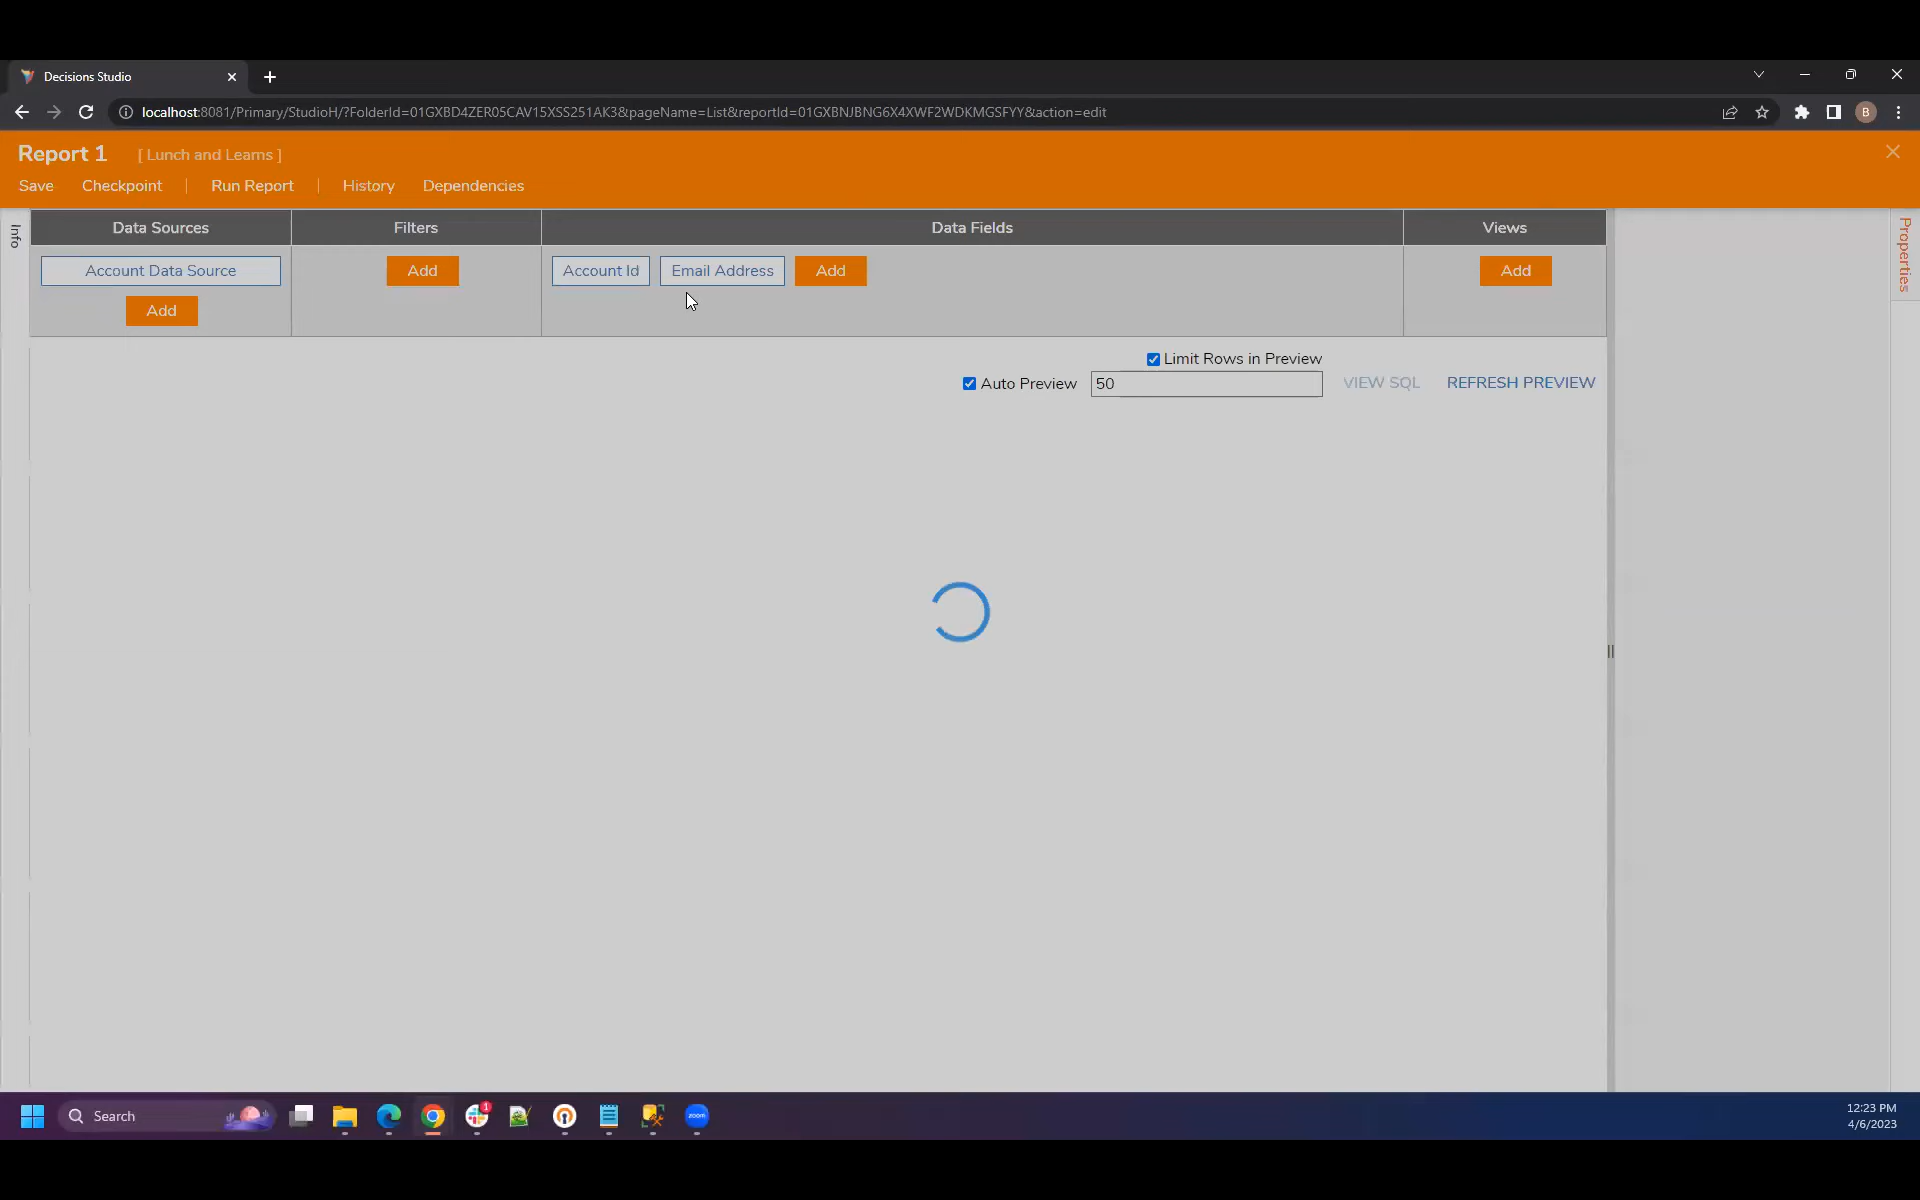 Decisions Studio
localhost:8081/Primary/StudioH/?FolderId=01GXBD4ZER05CAV15XSS251AK3&pageName=List&reportId=01GXBNJBNG6X4XWF2WDKMGSFYY&action=edit
B
Report 1 [ Lunch and Learns ]
Save Checkpoint | Run Report | History Dependencies
Info
Data Sources Filters Data Fields Views
Properties
Account Data Source Add Account Id Email Address Add Add
Add
Limit Rows in Preview
Auto Preview 50 VIEW SQL REFRESH PREVIEW
Search
1
zoom
12:23 PM
4/6/2023